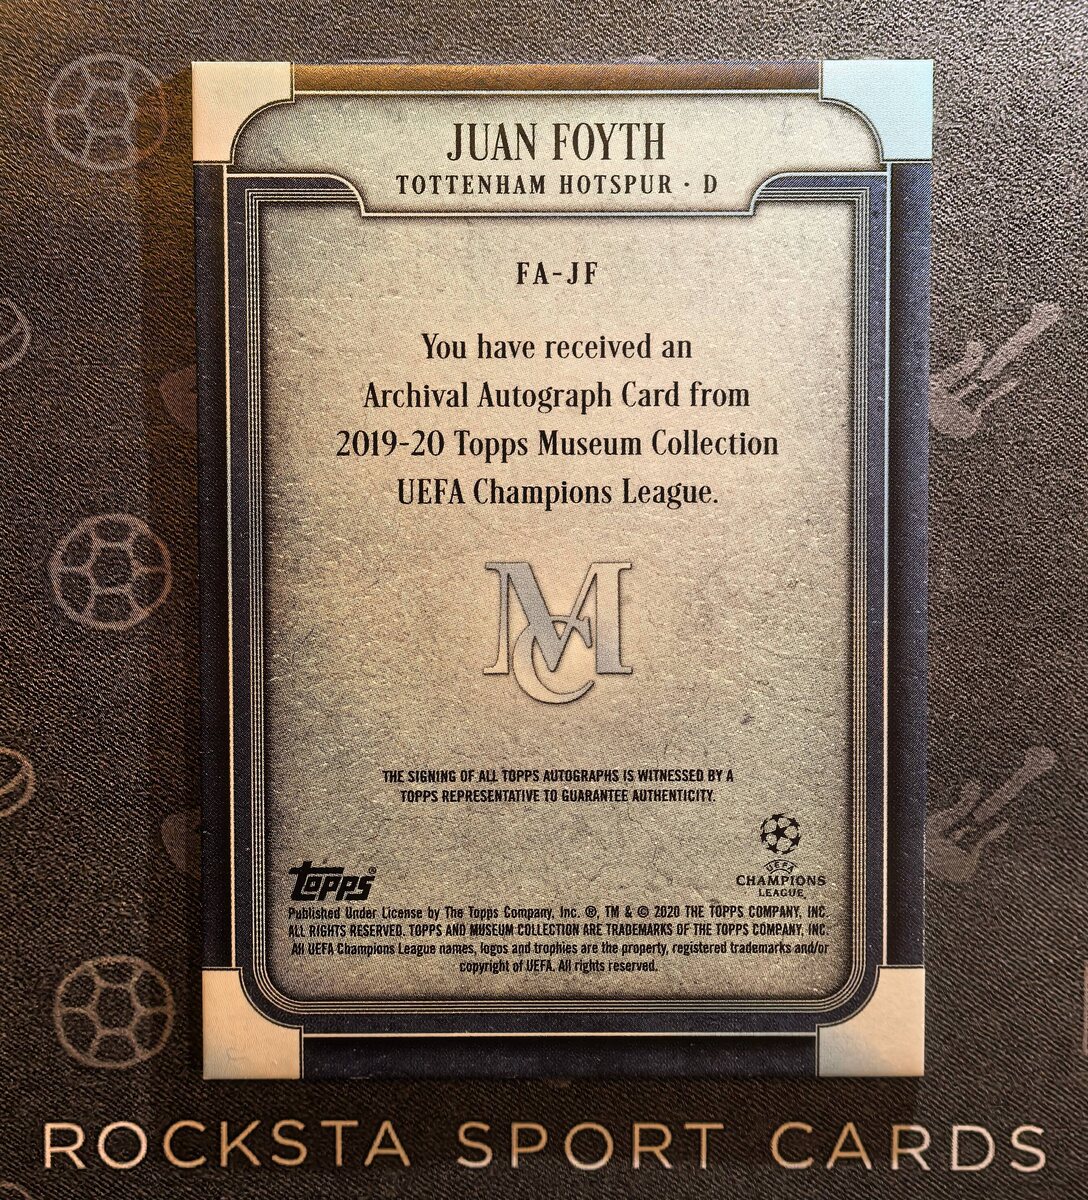 JUAN FOYTH
TOTTENHAM HOTSPUR · D
FA-JF
You have received an
Archival Autograph Card from
2019-20 Topps Museum Collection
UEFA Champions League.
MC
THE SIGNING OF ALL TOPPS AUTOGRAPHS IS WITNESSED BY A
TOPPS REPRESENTATIVE TO GUARANTEE AUTHENTICITY.
topps®
UEFA
CHAMPIONS
LEAGUE
Published Under License by The Topps Company, Inc. ®, TM & © 2020 THE TOPPS COMPANY, INC.
ALL RIGHTS RESERVED. TOPPS AND MUSEUM COLLECTION ARE TRADEMARKS OF THE TOPPS COMPANY, INC.
All UEFA Champions League names, logos and trophies are the property, registered trademarks and/or
copyright of UEFA. All rights reserved.
ROCKSTA SPORT CARDS